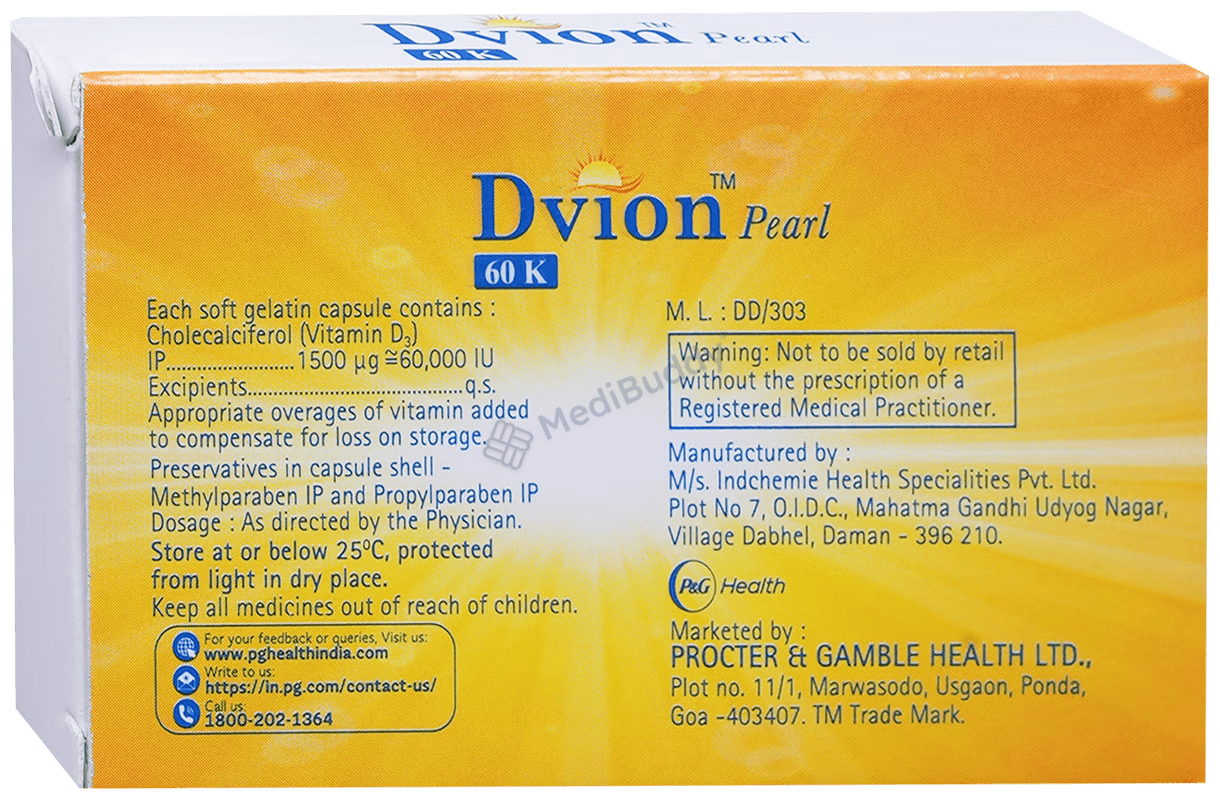 Dvion™ Pearl
60 K
Dvion™ Pearl
60 K
Each soft gelatin capsule contains :
Cholecalciferol (Vitamin D₃)
IP........................ 1500 µg ≅60,000 IU
Excipients.........................................q.s.
Appropriate overages of vitamin added
to compensate for loss on storage.
Preservatives in capsule shell –
Methylparaben IP and Propylparaben IP
Dosage : As directed by the Physician.
Store at or below 25⁰C, protected
from light in dry place.
Keep all medicines out of reach of children.
For your feedback or queries, Visit us:
www.pghealthindia.com
Write to us:
https://in.pg.com/contact-us/
Call us:
1800-202-1364
M. L. : DD/303
Warning: Not to be sold by retail
without the prescription of a
Registered Medical Practitioner.
Manufactured by :
M/s. Indchemie Health Specialities Pvt. Ltd.
Plot No 7, O.I.D.C., Mahatma Gandhi Udyog Nagar,
Village Dabhel, Daman – 396 210.
P&G Health
Marketed by :
PROCTER & GAMBLE HEALTH LTD.,
Plot no. 11/1, Marwasodo, Usgaon, Ponda,
Goa -403407. TM Trade Mark.
MediBuddy